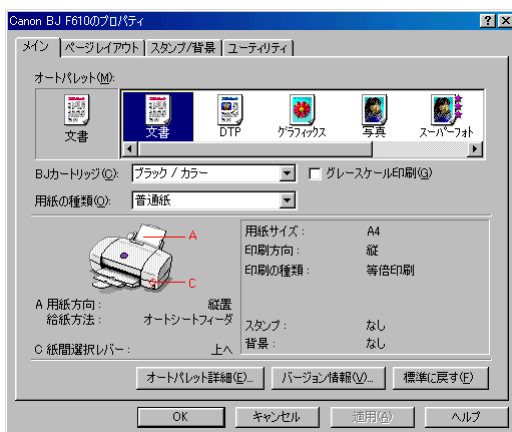 Canon BJ F610のプロパティ
メイン ページレイアウト スタンプ/背景 ユーティリティ
オートパレット(M):
文書 文書 DTP グラフィックス 写真 スーパーフォト
BJカートリッジ(C): ブラック / カラー グレースケール印刷(G)
用紙の種類(O): 普通紙
A
C
A 用紙方向: 縦置
給紙方法: オートシートフィーダ
C 紙間選択レバー: 上へ
用紙サイズ: A4
印刷方向: 縦
印刷の種類: 等倍印刷
スタンプ: なし
背景: なし
オートパレット詳細(E)... バージョン情報(V)... 標準に戻す(F)
OK キャンセル 適用(A) ヘルプ